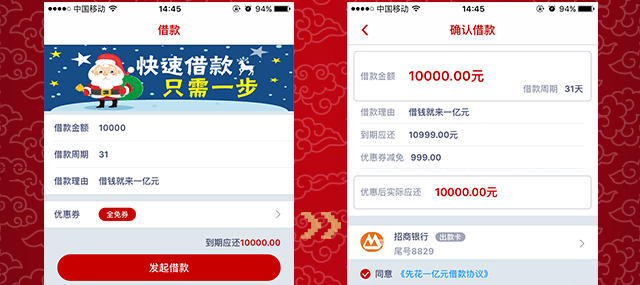 中国移动 14:45 94%
借款
快速借款
只需一步
借款金额 10000
借款周期 31
借款理由 借钱就来一亿元
优惠券 全免券
到期应还10000.00
发起借款
中国移动 14:45 94%
确认借款
借款金额 10000.00元
借款周期 31天
借款理由 借钱就来一亿元
到期应还 10999.00元
优惠券减免 999.00
优惠后实际应还 10000.00元
招商银行 出款卡
尾号8829
同意 《先花一亿元借款协议》